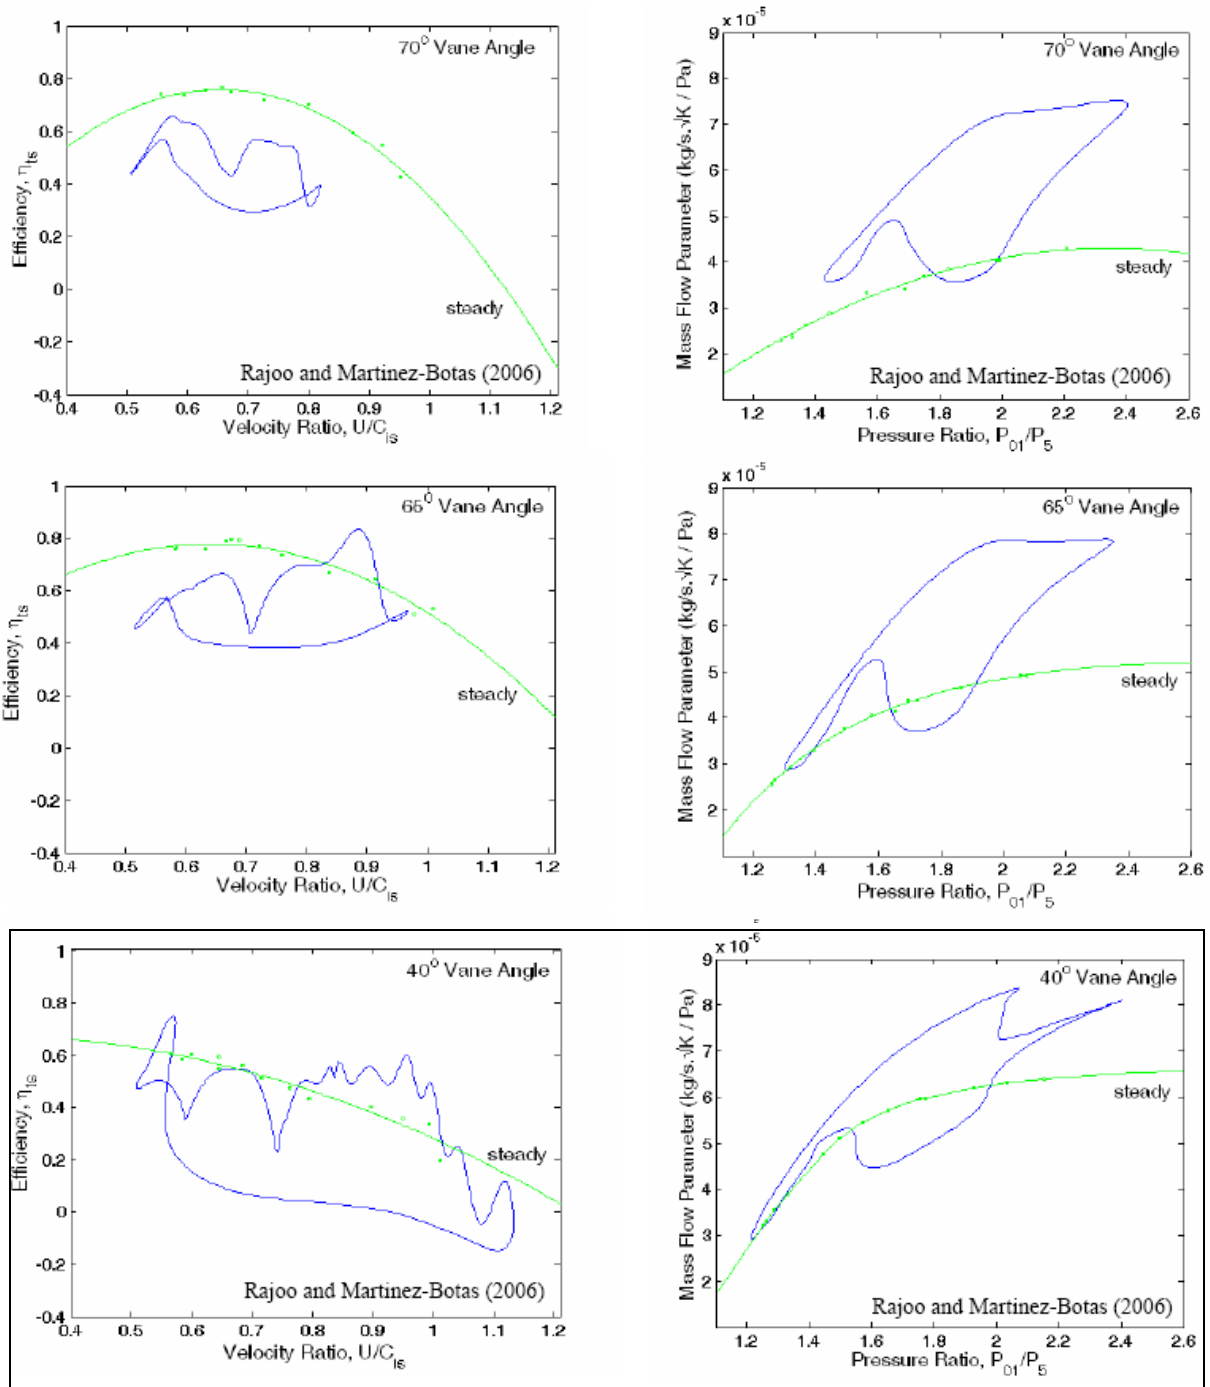 1
0.8
0.6
0.4
0.2
0
-0.2
-0.4
70° Vane Angle
steady
Rajoo and Martinez-Botas (2006)
Efficiency, ηts
0.4 0.5 0.6 0.7 0.8 0.9 1 1.1 1.2
Velocity Ratio, U/Cis
x 10-5
9
8
7
6
5
4
3
2
70° Vane Angle
steady
Rajoo and Martinez-Botas (2006)
Mass Flow Parameter (kg/s.√K / Pa)
1.2 1.4 1.6 1.8 2 2.2 2.4 2.6
Pressure Ratio, P01/P5
1
0.8
0.6
0.4
0.2
0
-0.2
-0.4
65° Vane Angle
steady
Efficiency, ηts
0.4 0.5 0.6 0.7 0.8 0.9 1 1.1 1.2
Velocity Ratio, U/Cis
x 10-5
9
8
7
6
5
4
3
2
65° Vane Angle
steady
Mass Flow Parameter (kg/s.√K / Pa)
1.2 1.4 1.6 1.8 2 2.2 2.4 2.6
Pressure Ratio, P01/P5
1
0.8
0.6
0.4
0.2
0
-0.2
-0.4
40° Vane Angle
steady
Rajoo and Martinez-Botas (2006)
Efficiency, ηts
0.4 0.5 0.6 0.7 0.8 0.9 1 1.1 1.2
Velocity Ratio, U/Cis
x 10-5
9
8
7
6
5
4
3
2
40° Vane Angle
steady
Rajoo and Martinez-Botas (2006)
Mass Flow Parameter (kg/s.√K / Pa)
1.2 1.4 1.6 1.8 2 2.2 2.4 2.6
Pressure Ratio, P01/P5